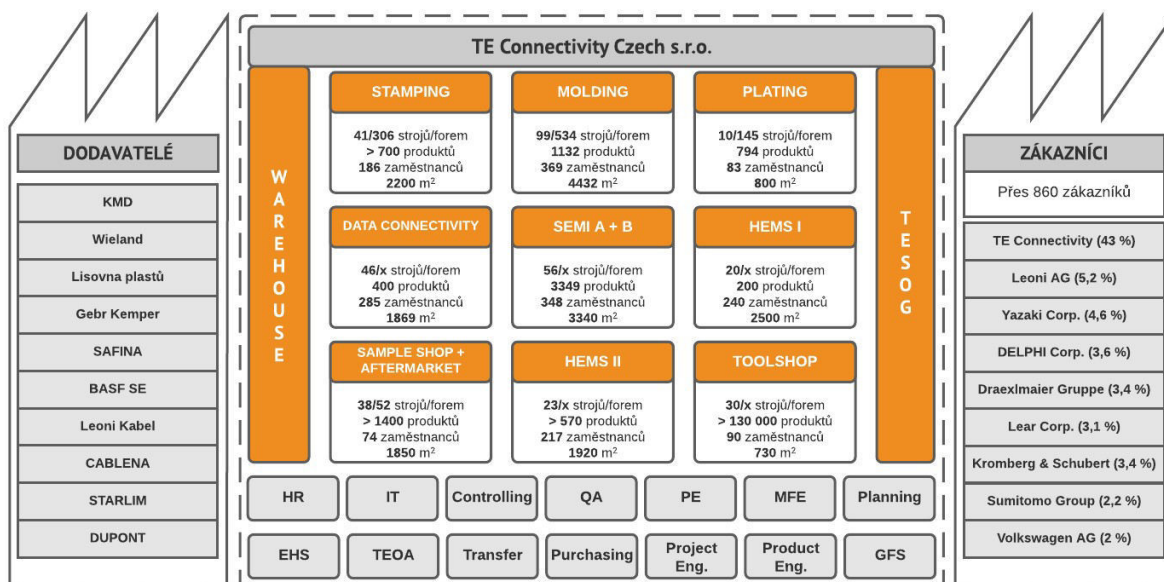 TE Connectivity Czech s.r.o.
DODAVATELÉ
KMD
Wieland
Lisovna plastů
Gebr Kemper
SAFINA
BASF SE
Leoni Kabel
CABLENA
STARLIM
DUPONT
WAREHOUSE
STAMPING
41/306 strojů/forem
> 700 produktů
186 zaměstnanců
2200 m²
MOLDING
99/534 strojů/forem
1132 produktů
369 zaměstnanců
4432 m²
PLATING
10/145 strojů/forem
794 produktů
83 zaměstnanců
800 m²
DATA CONNECTIVITY
46/x strojů/forem
400 produktů
285 zaměstnanců
1869 m²
SEMI A + B
56/x strojů/forem
3349 produktů
348 zaměstnanců
3340 m²
HEMS I
20/x strojů/forem
200 produktů
240 zaměstnanců
2500 m²
SAMPLE SHOP +
AFTERMARKET
38/52 strojů/forem
> 1400 produktů
74 zaměstnanců
1850 m²
HEMS II
23/x strojů/forem
> 570 produktů
217 zaměstnanců
1920 m²
TOOLSHOP
30/x strojů/forem
> 130 000 produktů
90 zaměstnanců
730 m²
TESOG
HR
IT
Controlling
QA
PE
MFE
Planning
EHS
TEOA
Transfer
Purchasing
Project
Eng.
Product
Eng.
GFS
ZÁKAZNÍCI
Přes 860 zákazníků
TE Connectivity (43 %)
Leoni AG (5,2 %)
Yazaki Corp. (4,6 %)
DELPHI Corp. (3,6 %)
Draexlmaier Gruppe (3,4 %)
Lear Corp. (3,1 %)
Kromberg & Schubert (3,4 %)
Sumitomo Group (2,2 %)
Volkswagen AG (2 %)